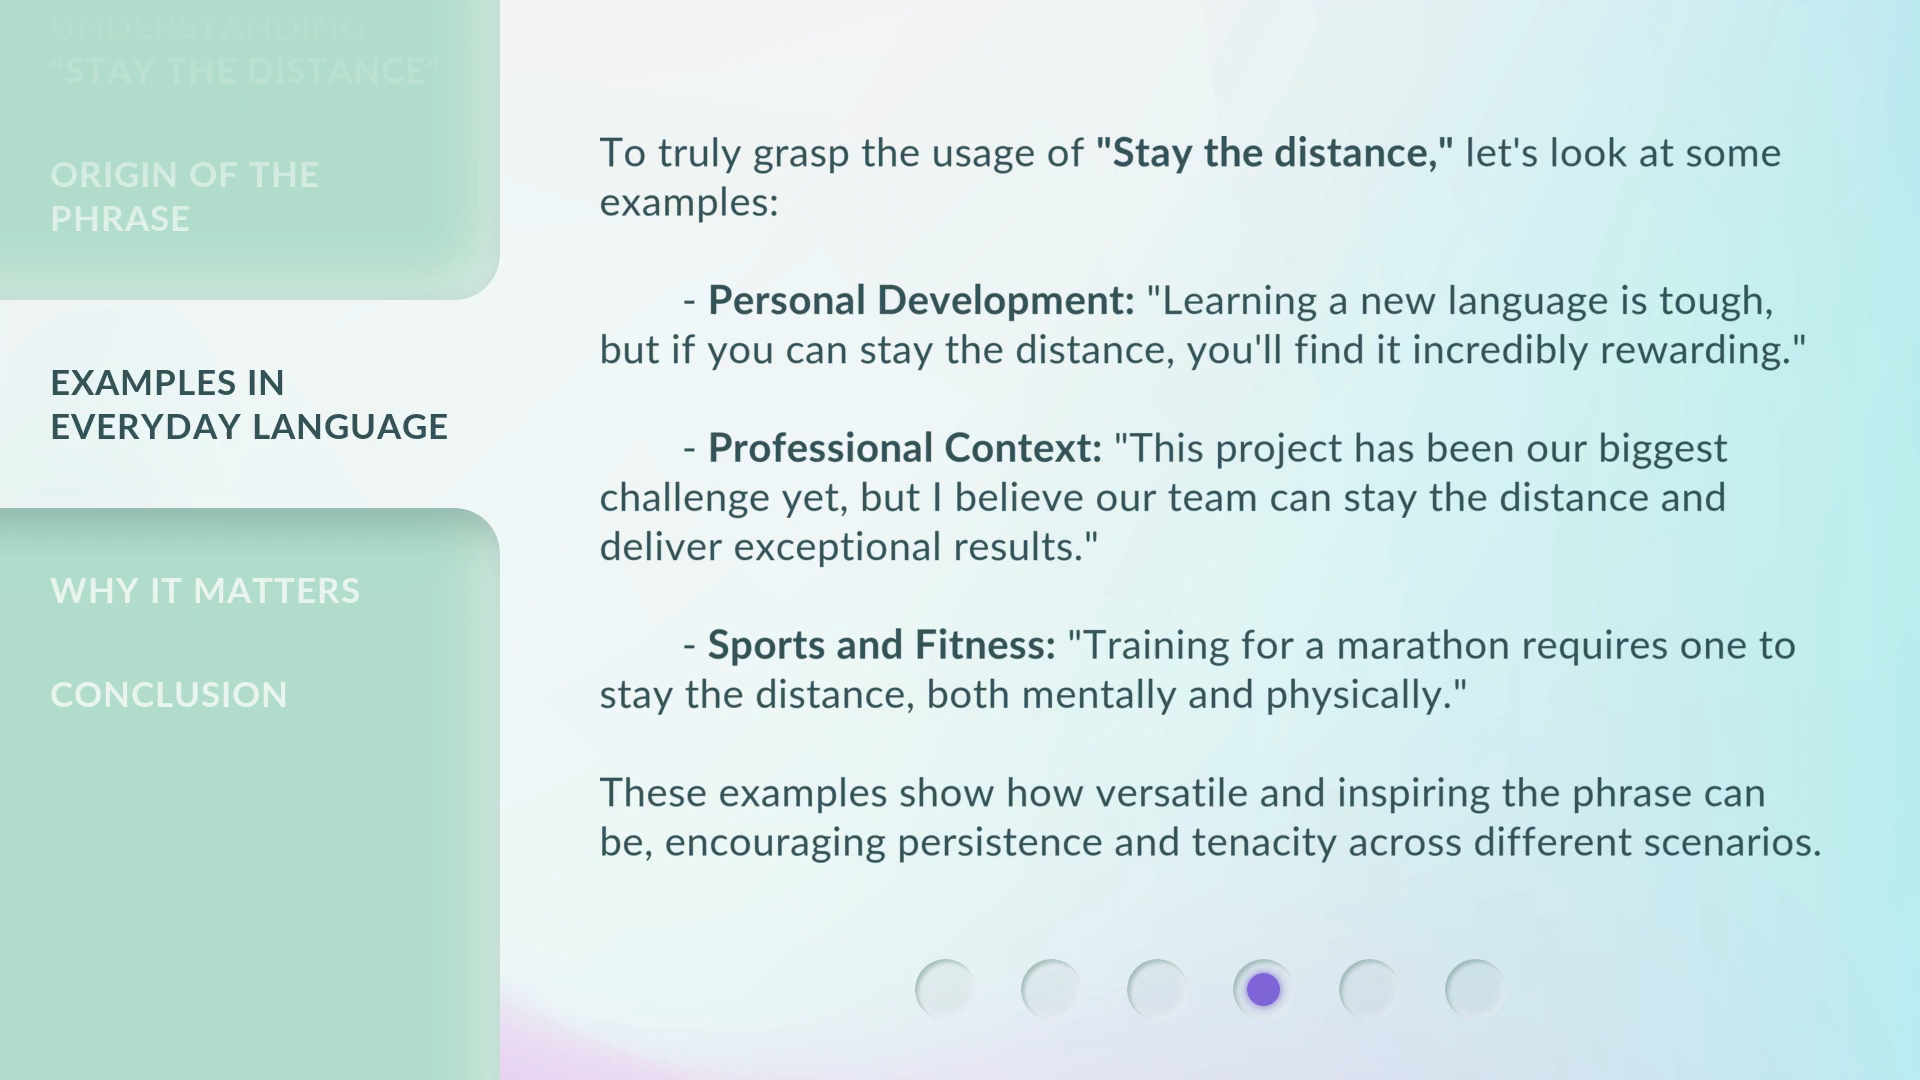 UNDERSTANDING
"STAY THE DISTANCE"
ORIGIN OF THE
PHRASE
EXAMPLES IN
EVERYDAY LANGUAGE
WHY IT MATTERS
CONCLUSION
To truly grasp the usage of "Stay the distance," let's look at some
examples:
- Personal Development: "Learning a new language is tough,
but if you can stay the distance, you'll find it incredibly rewarding."
- Professional Context: "This project has been our biggest
challenge yet, but I believe our team can stay the distance and
deliver exceptional results."
- Sports and Fitness: "Training for a marathon requires one to
stay the distance, both mentally and physically."
These examples show how versatile and inspiring the phrase can
be, encouraging persistence and tenacity across different scenarios.